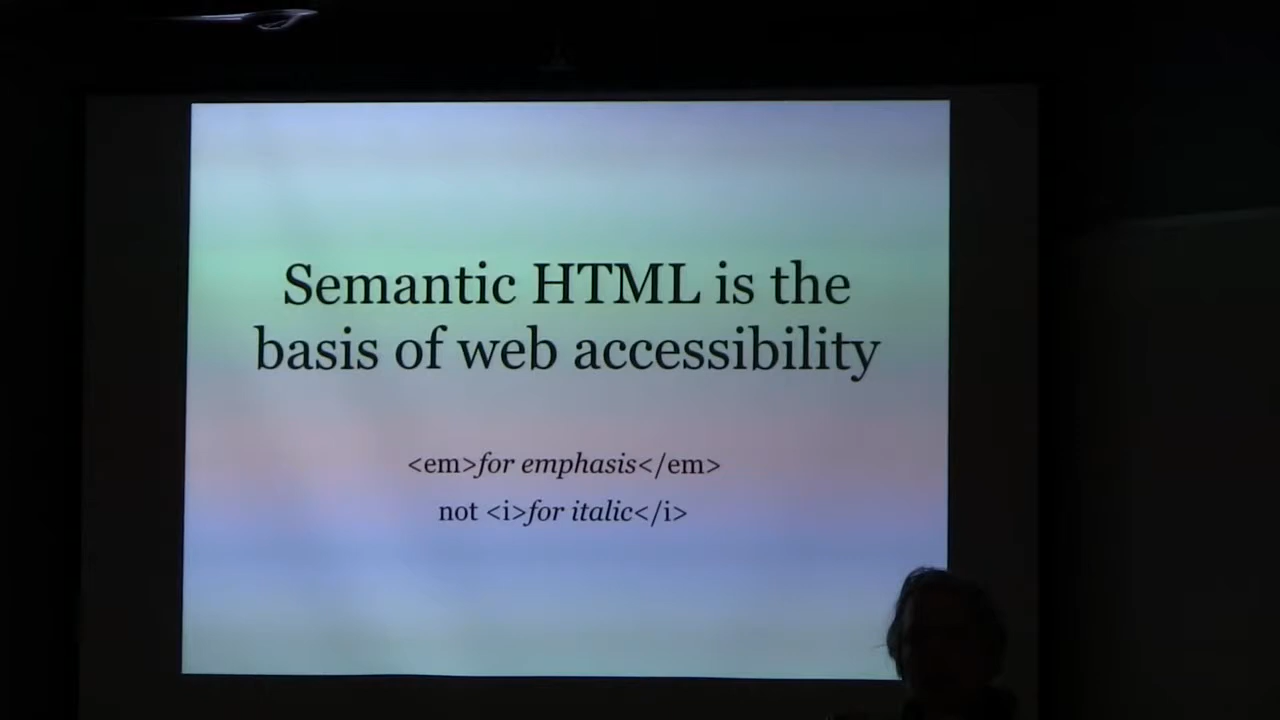 Semantic HTML is the
basis of web accessibility
<em>for emphasis</em>
not <i>for italic</i>